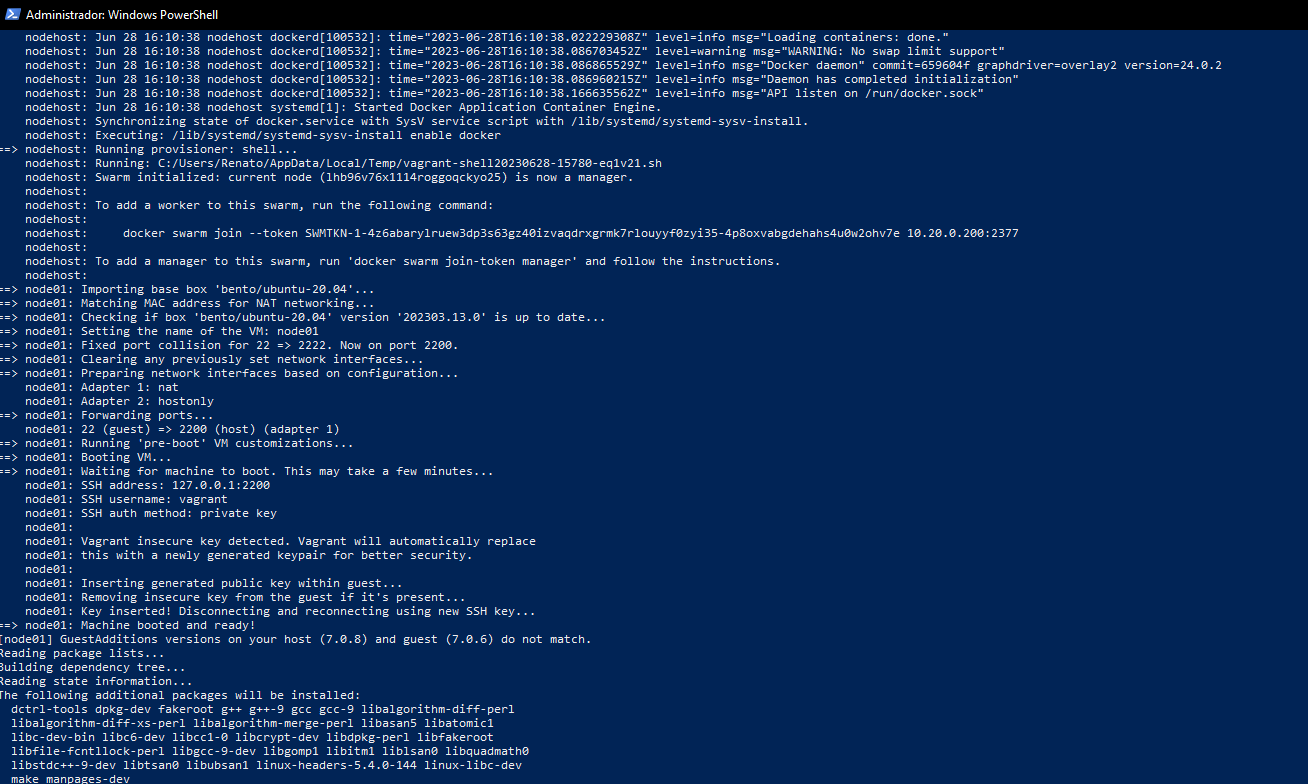 Administrador: Windows PowerShell
nodehost: Jun 28 16:10:38 nodehost dockerd[100532]: time="2023-06-28T16:10:38.022229308Z" level=info msg="Loading containers: done."
nodehost: Jun 28 16:10:38 nodehost dockerd[100532]: time="2023-06-28T16:10:38.086703452Z" level=warning msg="WARNING: No swap limit support"
nodehost: Jun 28 16:10:38 nodehost dockerd[100532]: time="2023-06-28T16:10:38.086865529Z" level=info msg="Docker daemon" commit=659604f graphdriver=overlay2 version=24.0.2
nodehost: Jun 28 16:10:38 nodehost dockerd[100532]: time="2023-06-28T16:10:38.086960215Z" level=info msg="Daemon has completed initialization"
nodehost: Jun 28 16:10:38 nodehost dockerd[100532]: time="2023-06-28T16:10:38.166635562Z" level=info msg="API listen on /run/docker.sock"
nodehost: Jun 28 16:10:38 nodehost systemd[1]: Started Docker Application Container Engine.
nodehost: Synchronizing state of docker.service with SysV service script with /lib/systemd/systemd-sysv-install.
nodehost: Executing: /lib/systemd/systemd-sysv-install enable docker
==> nodehost: Running provisioner: shell...
nodehost: Running: C:/Users/Renato/AppData/Local/Temp/vagrant-shell20230628-15780-eq1v21.sh
nodehost: Swarm initialized: current node (lhb96v76x1114roggoqckyo25) is now a manager.
nodehost:
nodehost: To add a worker to this swarm, run the following command:
nodehost:
nodehost:     docker swarm join --token SWMTKN-1-4z6abarylruew3dp3s63gz40izvaqdrxgrmk7rlouyyf0zyi35-4p8oxvabgdehahs4u0w2ohv7e 10.20.0.200:2377
nodehost:
nodehost: To add a manager to this swarm, run 'docker swarm join-token manager' and follow the instructions.
nodehost:
==> node01: Importing base box 'bento/ubuntu-20.04'...
==> node01: Matching MAC address for NAT networking...
==> node01: Checking if box 'bento/ubuntu-20.04' version '202303.13.0' is up to date...
==> node01: Setting the name of the VM: node01
==> node01: Fixed port collision for 22 => 2222. Now on port 2200.
==> node01: Clearing any previously set network interfaces...
==> node01: Preparing network interfaces based on configuration...
node01: Adapter 1: nat
node01: Adapter 2: hostonly
==> node01: Forwarding ports...
node01: 22 (guest) => 2200 (host) (adapter 1)
==> node01: Running 'pre-boot' VM customizations...
==> node01: Booting VM...
==> node01: Waiting for machine to boot. This may take a few minutes...
node01: SSH address: 127.0.0.1:2200
node01: SSH username: vagrant
node01: SSH auth method: private key
node01:
node01: Vagrant insecure key detected. Vagrant will automatically replace
node01: this with a newly generated keypair for better security.
node01:
node01: Inserting generated public key within guest...
node01: Removing insecure key from the guest if it's present...
node01: Key inserted! Disconnecting and reconnecting using new SSH key...
==> node01: Machine booted and ready!
[node01] GuestAdditions versions on your host (7.0.8) and guest (7.0.6) do not match.
Reading package lists...
Building dependency tree...
Reading state information...
The following additional packages will be installed:
dctrl-tools dpkg-dev fakeroot g++ g++-9 gcc gcc-9 libalgorithm-diff-perl
libalgorithm-diff-xs-perl libalgorithm-merge-perl libasan5 libatomic1
libc-dev-bin libc6-dev libcc1-0 libcrypt-dev libdpkg-perl libfakeroot
libfile-fcntllock-perl libgcc-9-dev libgomp1 libitm1 liblsan0 libquadmath0
libstdc++-9-dev libtsan0 libubsan1 linux-headers-5.4.0-144 linux-libc-dev
make manpages-dev